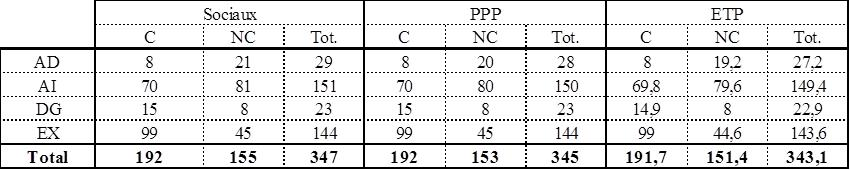 Sociaux PPP ETP
C NC Tot. C NC Tot. C NC Tot.
AD 8 21 29 8 20 28 8 19,2 27,2
AI 70 81 151 70 80 150 69,8 79,6 149,4
DG 15 8 23 15 8 23 14,9 8 22,9
EX 99 45 144 99 45 144 99 44,6 143,6
Total 192 155 347 192 153 345 191,7 151,4 343,1